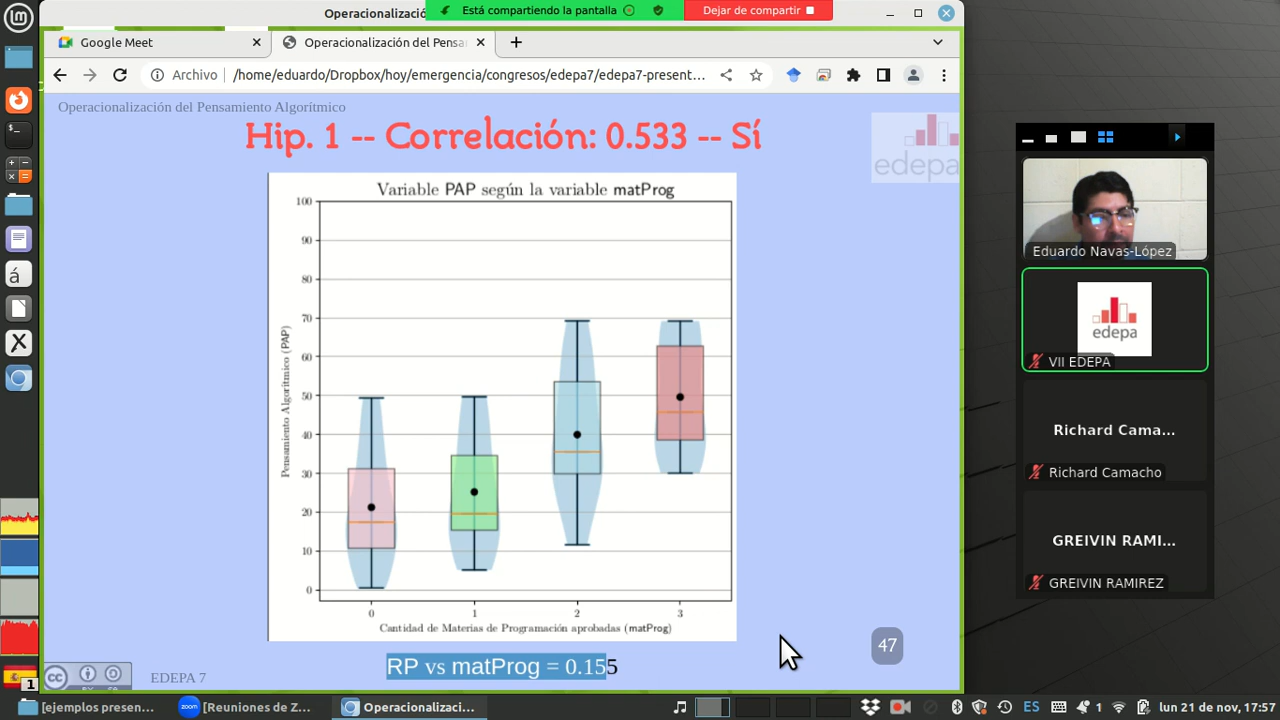 Operacionalizació
Está compartiendo la pantalla
Dejar de compartir
Google Meet
Operacionalización del Pensa
Archivo
/home/eduardo/Dropbox/hoy/emergencia/congresos/edepa7/edepa7-present...
Operacionalización del Pensamiento Algorítmico
Hip. 1 -- Correlación: 0.533 -- Sí
edepa
Variable PAP según la variable matProg
100
90
80
70
60
50
40
30
20
10
0
Pensamiento Algorítmico (PAP)
0 1 2 3
Cantidad de Materias de Programación aprobadas (matProg)
RP vs matProg = 0.155
47
EDEPA 7
Eduardo Navas-López
edepa
VII EDEPA
Richard Cama...
Richard Camacho
GREIVIN RAMI...
GREIVIN RAMIREZ
á
X
1
[ejemplos presen...
zoom
[Reuniones de Z...
Operacionalizaci...
ES
1
lun 21 de nov, 17:57